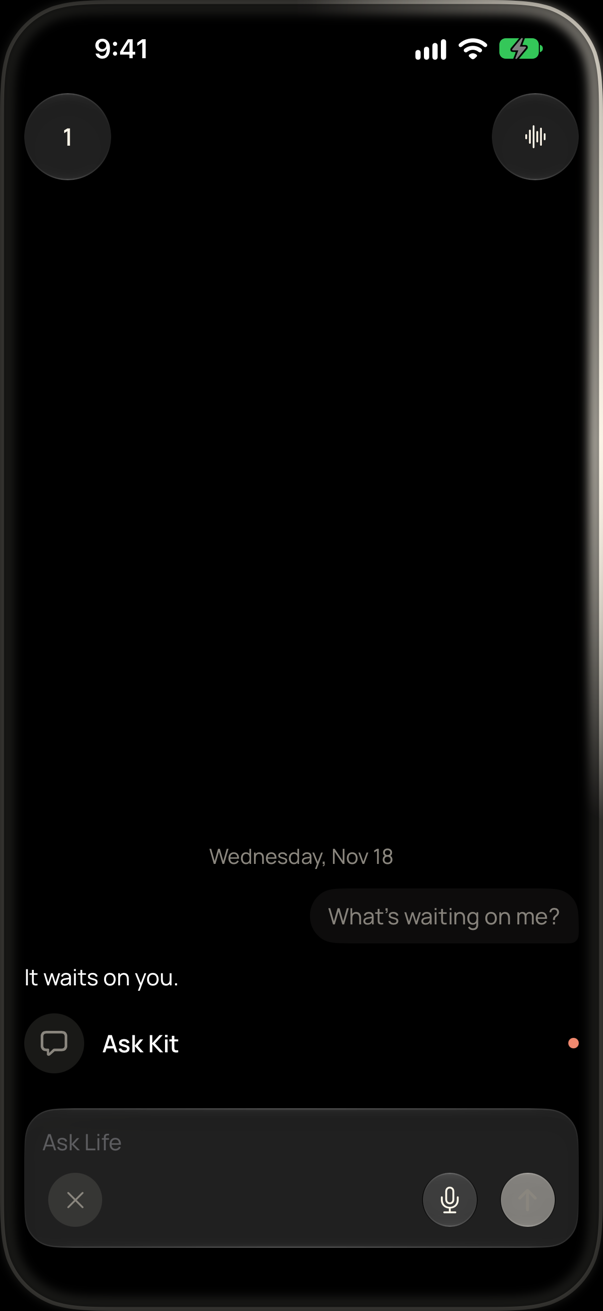 9:41
1
Wednesday, Nov 18
What's waiting on me?
It waits on you.
Ask Kit
Ask Life